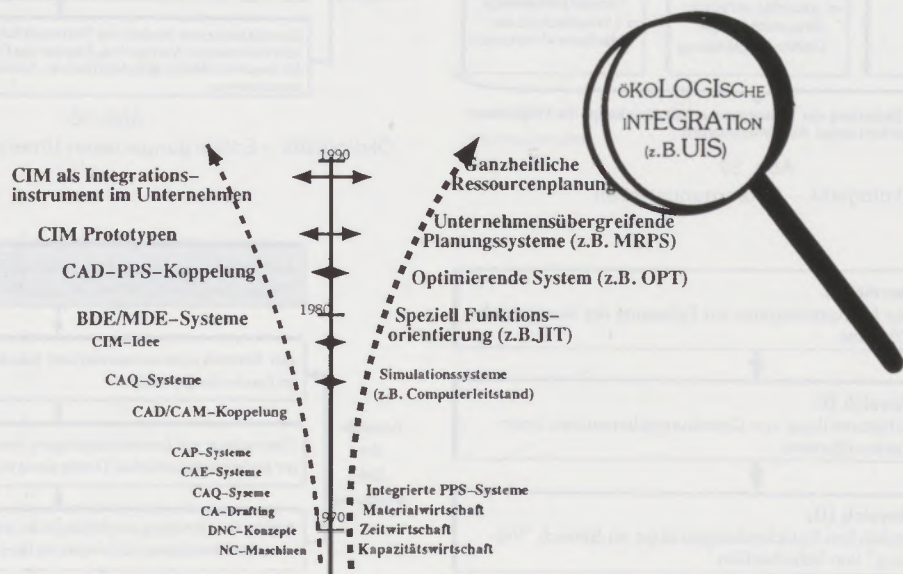 ÖKOLOGISCHE
INTEGRATION
(z.B.UIS)
1990
CIM als Integrations–
instrument im Unternehmen
Ganzheitliche
Ressourcenplanung
CIM Prototypen
Unternehmensübergreifende
Planungssysteme (z.B. MRPS)
CAD–PPS–Koppelung
Optimierende System (z.B. OPT)
1980
BDE/MDE–Systeme
Speziell Funktions–
orientierung (z.B.JIT)
CIM–Idee
CAQ–Systeme
Simulationssysteme
(z.B. Computerleitstand)
CAD/CAM–Koppelung
CAP–Systeme
CAE–Systeme
CAQ–Syseme
Integrierte PPS–Systeme
CA–Drafting
Materialwirtschaft
1970
DNC–Konzepte
Zeitwirtschaft
NC–Maschinen
Kapazitätswirtschaft